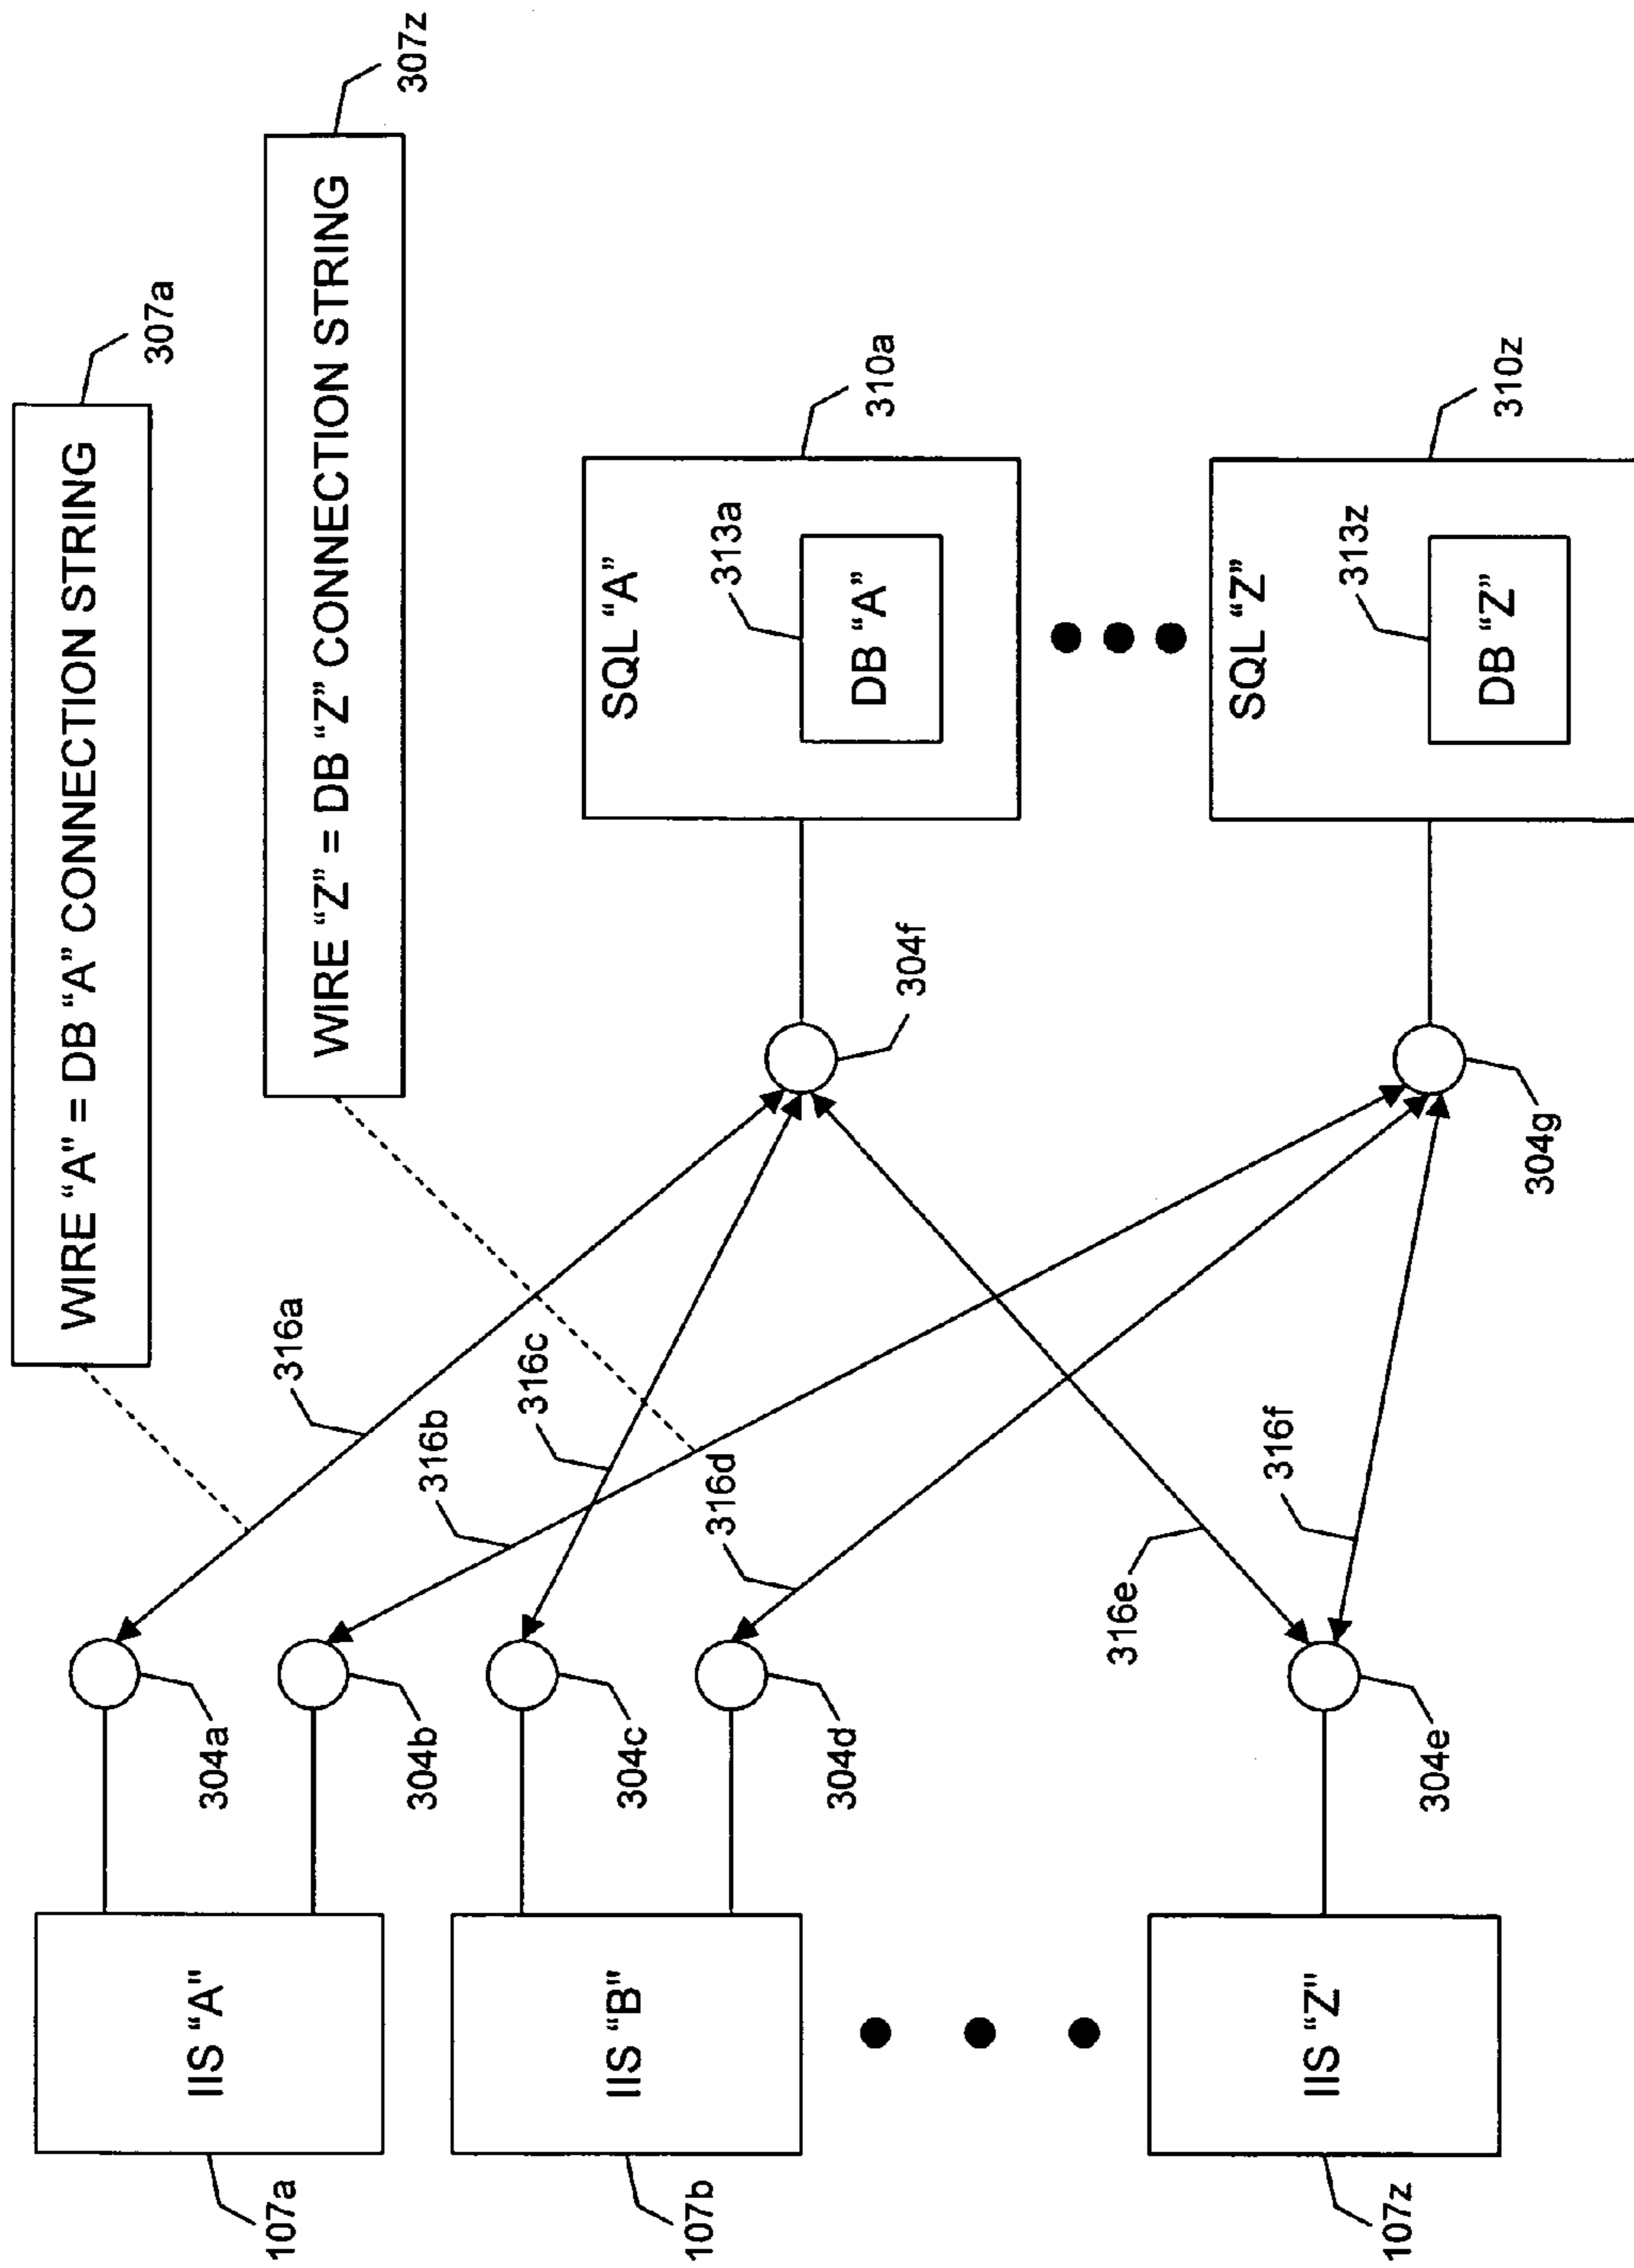 WIRE “A" = DB “A” CONNECTION STRING
307a
WIRE “Z” = DB “Z” CONNECTION STRING
307z
316a
316b
316c
316d
316e
316f
IIS “A"
107a
304a
304b
IIS “B"
107b
304c
304d
IIS “Z"
107z
304e
304f
SQL “A”
313a
DB “A”
310a
304g
SQL “Z”
313z
DB “Z”
310z